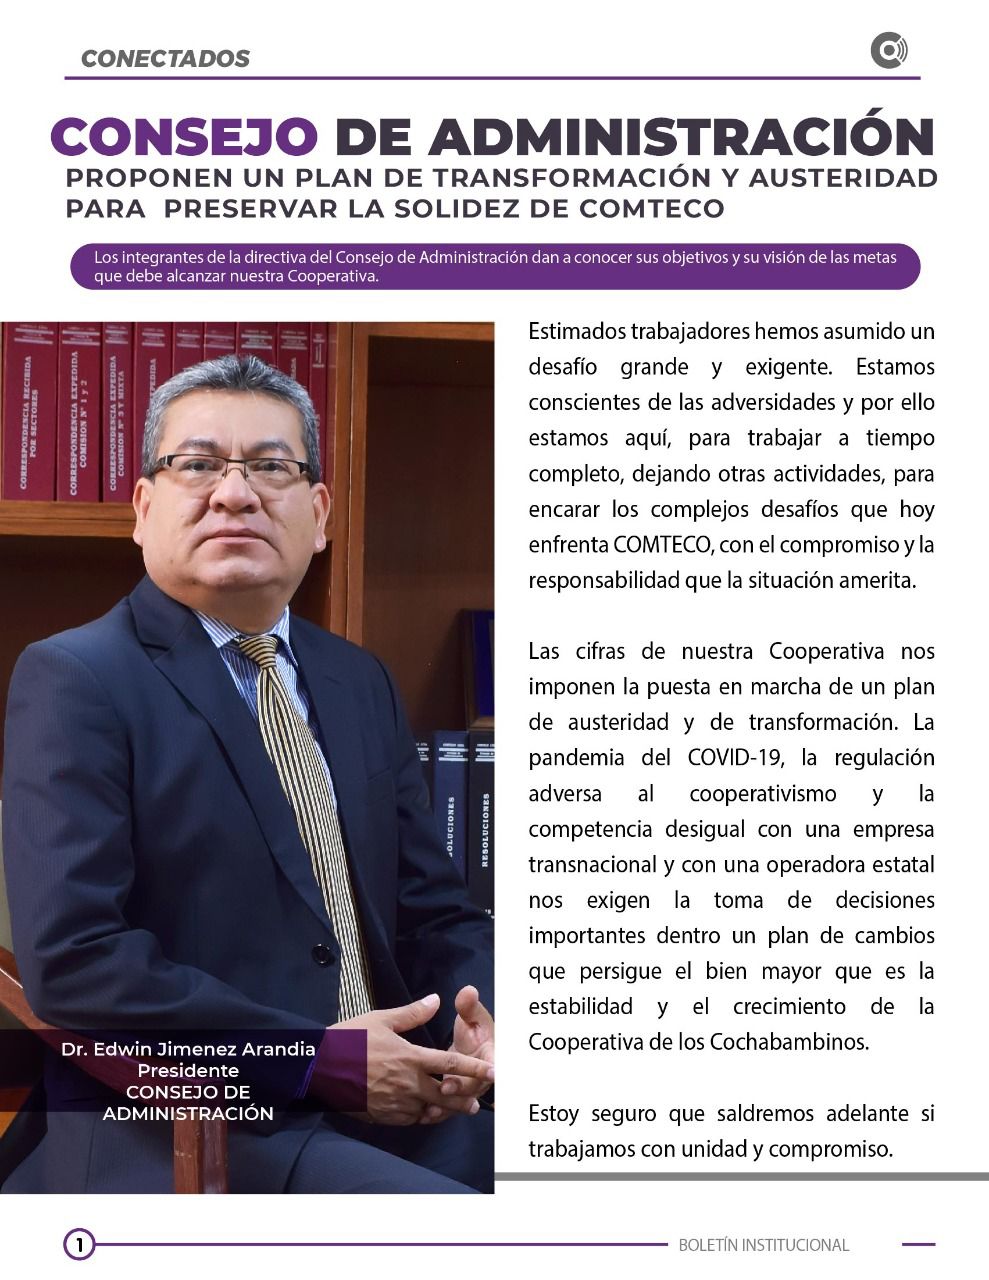 CONECTADOS
CONSEJO DE ADMINISTRACIÓN
PROPONEN UN PLAN DE TRANSFORMACIÓN Y AUSTERIDAD
PARA PRESERVAR LA SOLIDEZ DE COMTECO
Los integrantes de la directiva del Consejo de Administración dan a conocer sus objetivos y su visión de las metas
que debe alcanzar nuestra Cooperativa.
CORRESPONDENCIA RECIBIDA
POR SECTORES
CORRESPONDENCIA EXPEDIDA
COMISION Nº 1 y 2
CORRESPONDENCIA EXPEDIDA
COMISION Nº 3 Y MIXTA
EXPEDIDA
OLUCIONES
RESOLUCIONES
Dr. Edwin Jimenez Arandia
Presidente
CONSEJO DE
ADMINISTRACIÓN
Estimados trabajadores hemos asumido un
desafío grande y exigente. Estamos
conscientes de las adversidades y por ello
estamos aquí, para trabajar a tiempo
completo, dejando otras actividades, para
encarar los complejos desafíos que hoy
enfrenta COMTECO, con el compromiso y la
responsabilidad que la situación amerita.
Las cifras de nuestra Cooperativa nos
imponen la puesta en marcha de un plan
de austeridad y de transformación. La
pandemia del COVID-19, la regulación
adversa al cooperativismo y la
competencia desigual con una empresa
transnacional y con una operadora estatal
nos exigen la toma de decisiones
importantes dentro un plan de cambios
que persigue el bien mayor que es la
estabilidad y el crecimiento de la
Cooperativa de los Cochabambinos.
Estoy seguro que saldremos adelante si
trabajamos con unidad y compromiso.
1
BOLETÍN INSTITUCIONAL